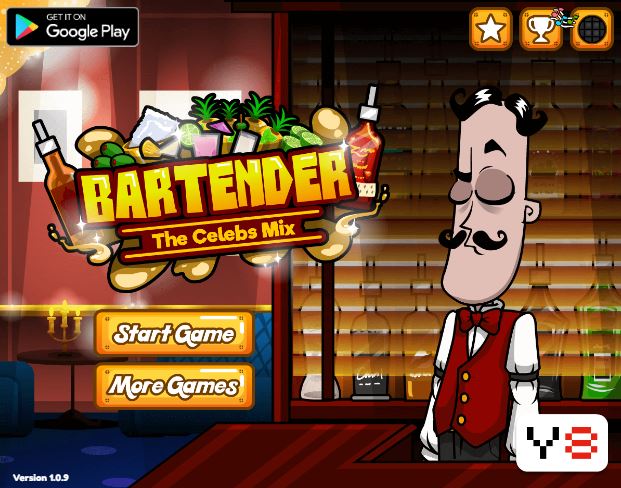 GET IT ON
Google Play
BARTENDER
The Celebs Mix
Start Game
More Games
Version 1.0.9
Y8